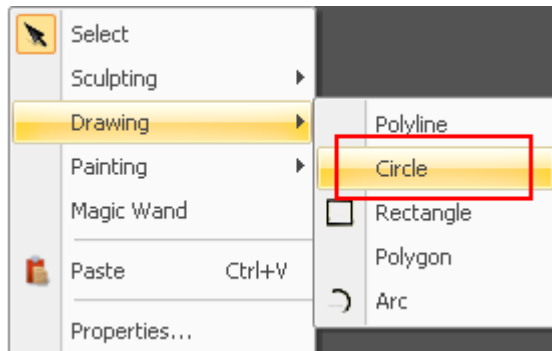 Select
Sculpting
Drawing
Painting
Magic Wand
Paste Ctrl+V
Properties...
Polyline
Circle
Rectangle
Polygon
Arc